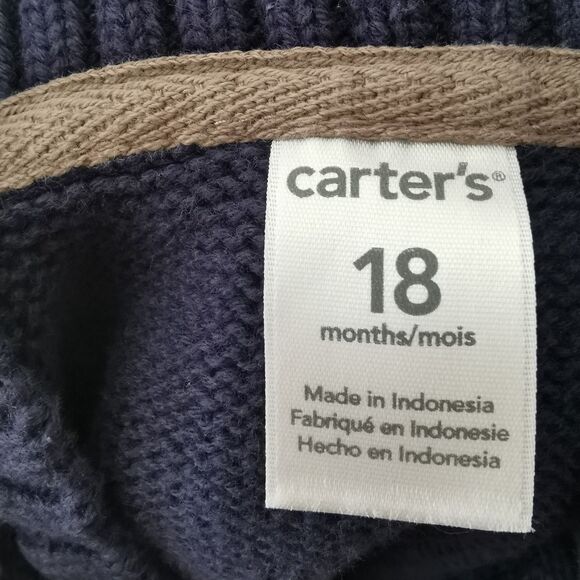 carter's®
18
months/mois
Made in Indonesia
Fabriqué en Indonesie
Hecho en Indonesia